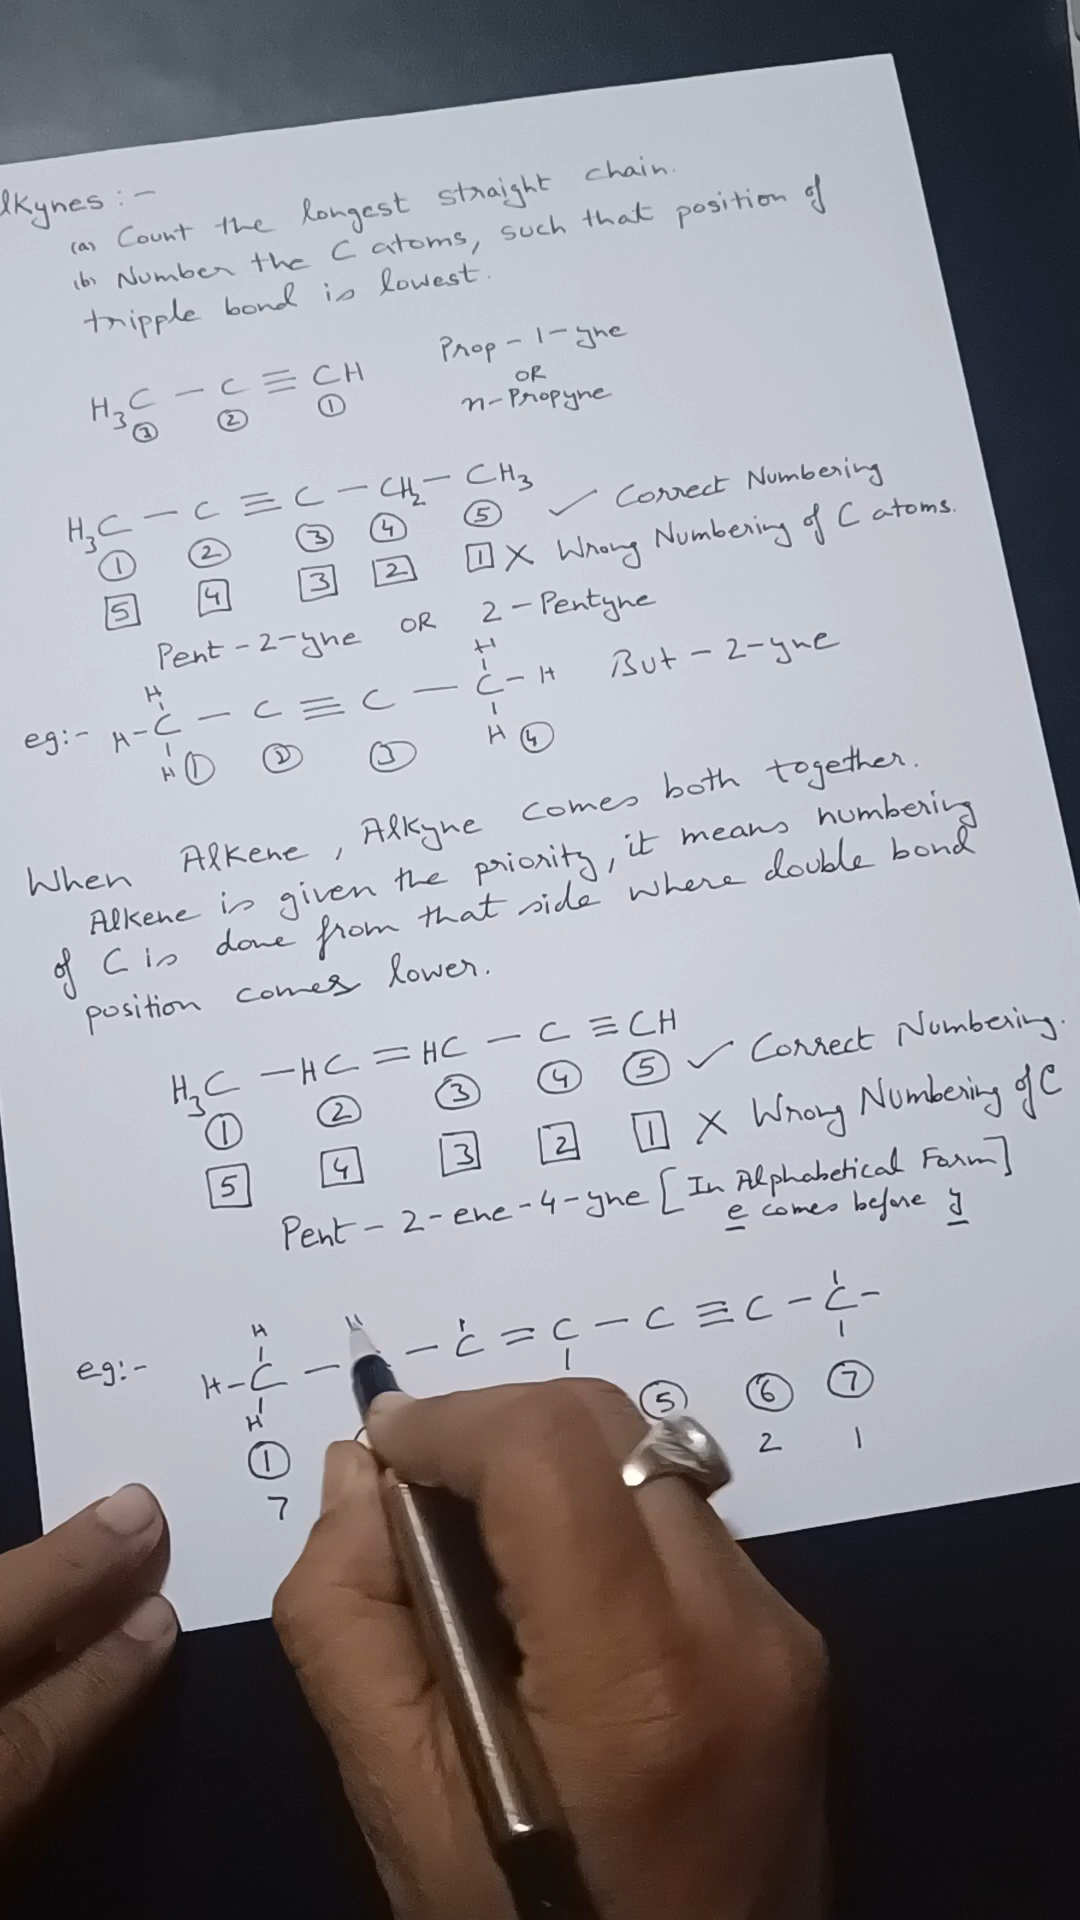 lkynes :-
(a) Count the longest straight chain.
(b) Number the C atoms, such that position of
tripple bond is lowest.
H3C - C ≡ CH Prop - 1 - yne
③ ② ① OR
n-Propyne
H3C - C ≡ C - CH2 - CH3
① ② ③ ④ ⑤ ✓ Correct Numbering
5 4 3 2 1 X Wrong Numbering of C atoms.
Pent - 2 - yne OR 2 - Pentyne
H H
eg:- H - C - C ≡ C - C - H But - 2 - yne
H ① ② ③ H ④
When Alkene, Alkyne comes both together.
Alkene is given the priority, it means numbering
of C is done from that side where double bond
position comes lower.
H3C - HC = HC - C ≡ CH
① ② ③ ④ ⑤ ✓ Correct Numbering.
5 4 3 2 1 X Wrong Numbering of C
Pent - 2 - ene - 4 - yne [In Alphabetical Farm]
e comes before y
H H
eg:- H - C - - C = C - C ≡ C - C -
H
① ⑤ ⑥ ⑦
7 2 1